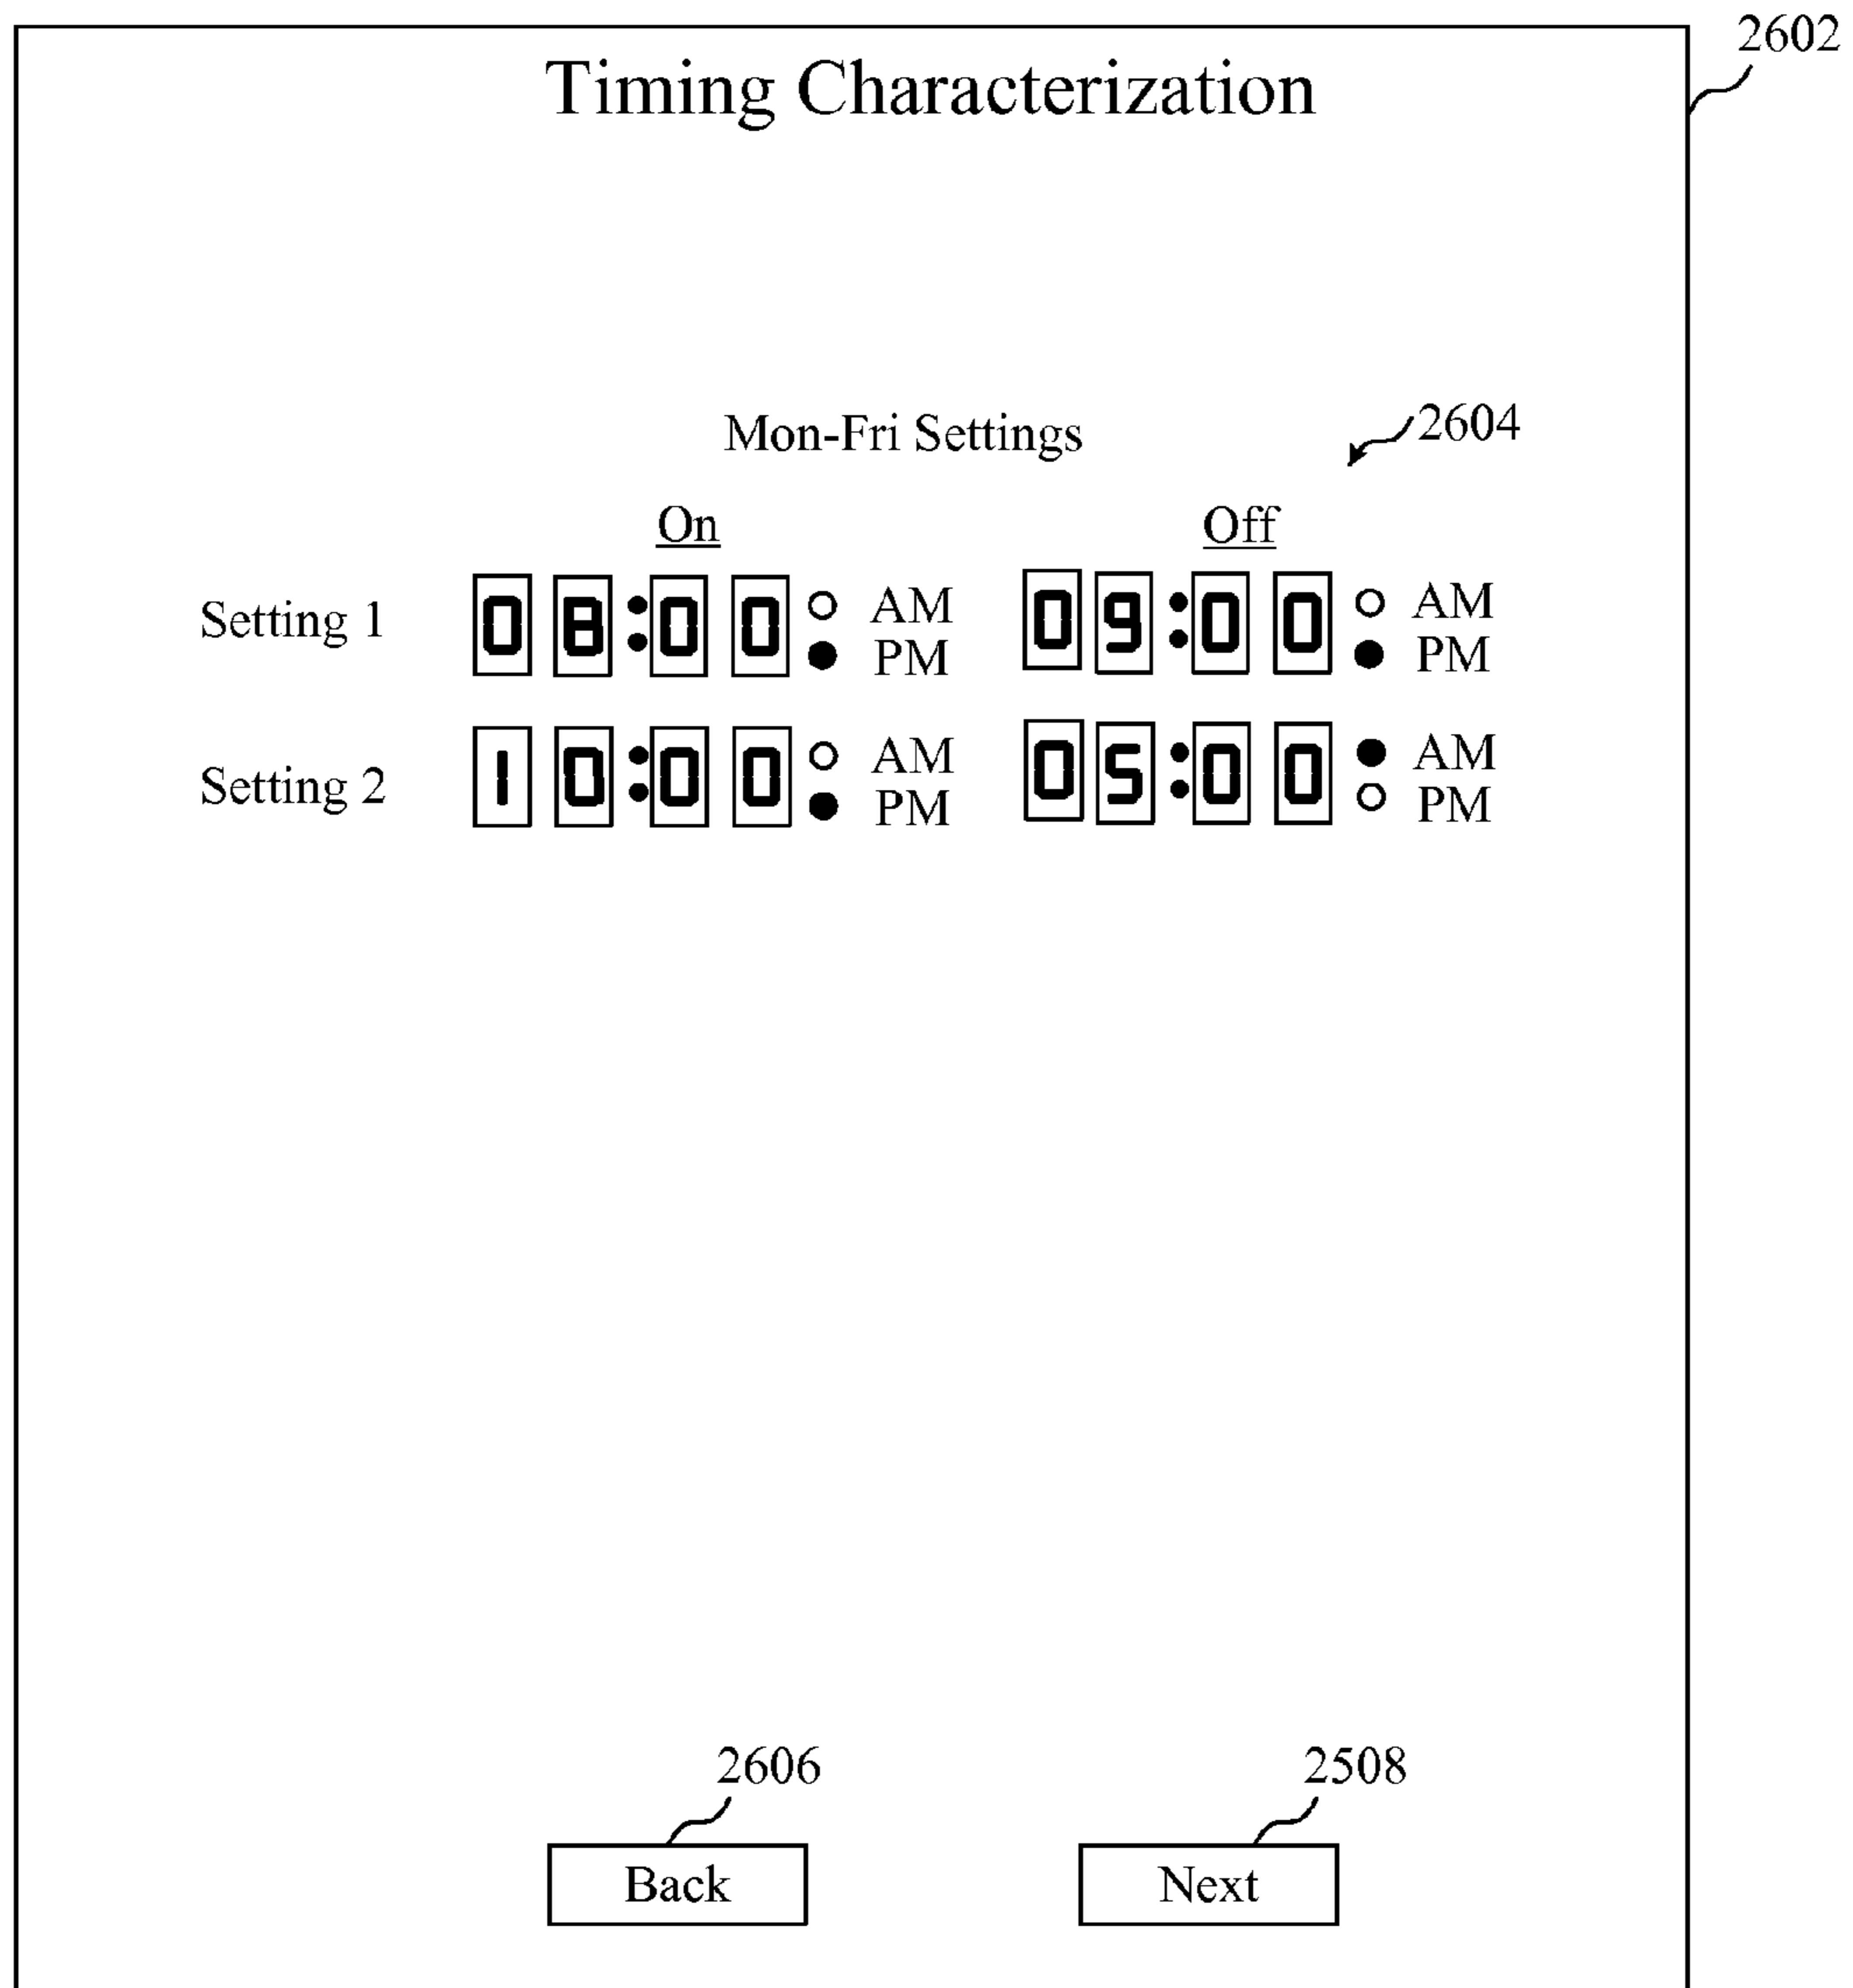 2602
Timing Characterization
Mon-Fri Settings
2604
On Off
Setting 1 08:00 AM PM 09:00 AM PM
Setting 2 10:00 AM PM 05:00 AM PM
2606 2508
Back Next